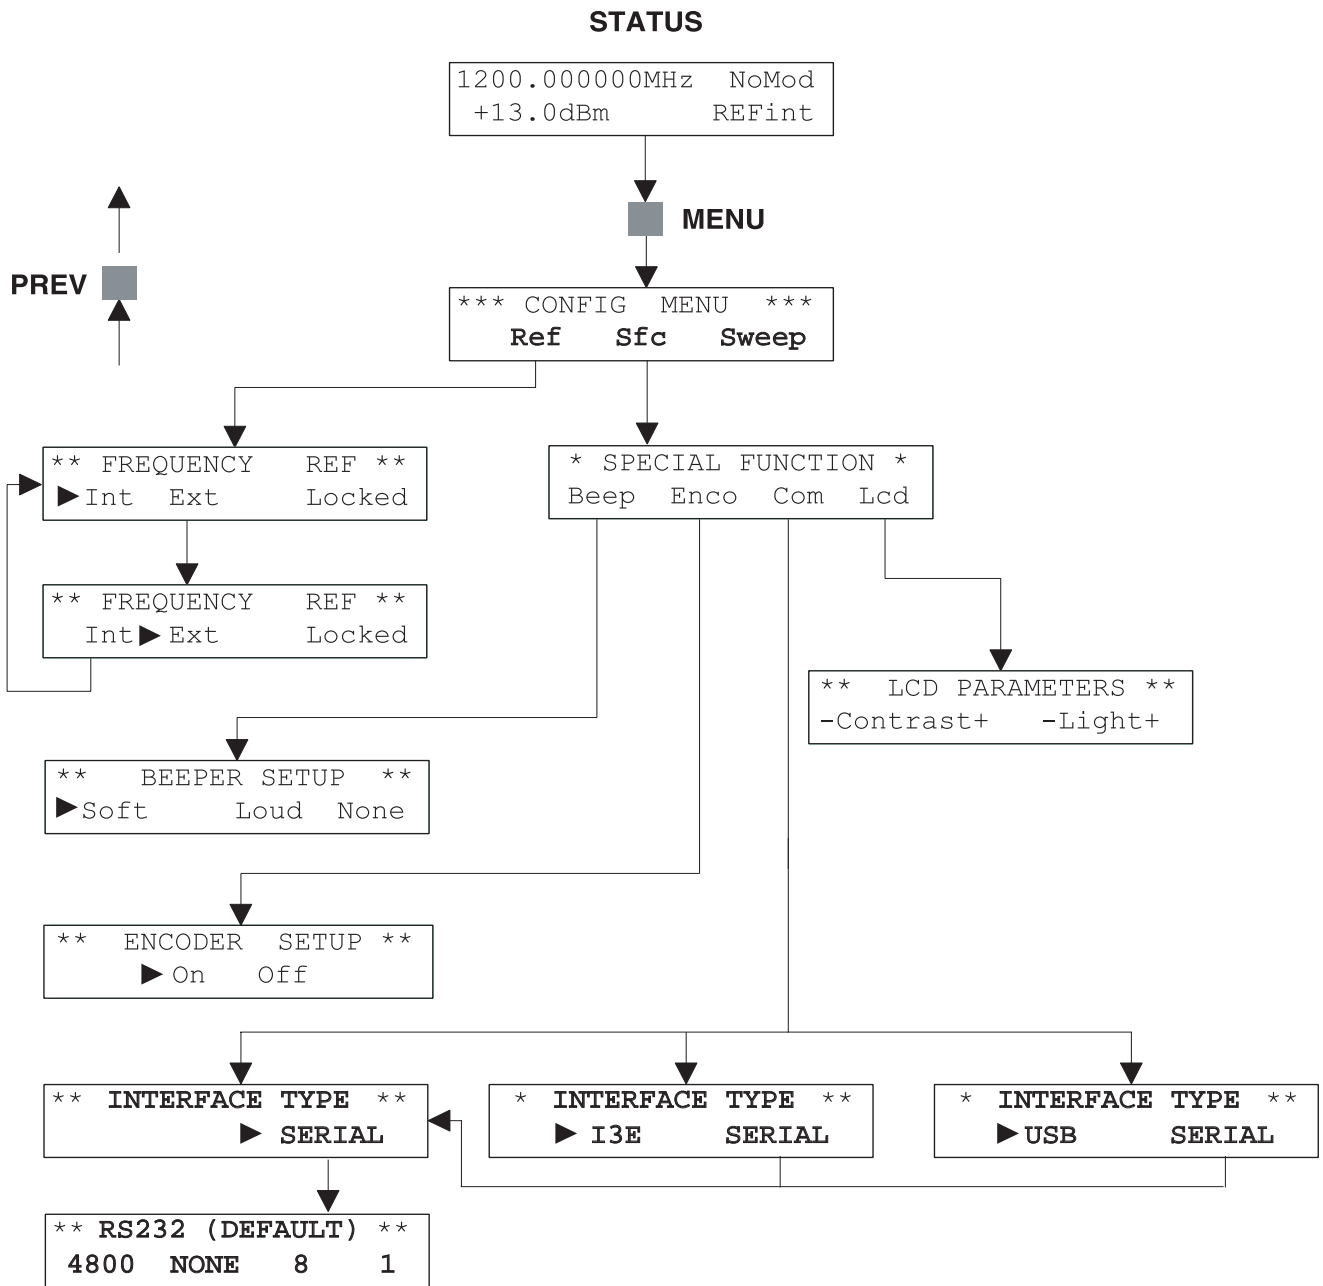 STATUS
1200.000000MHz NoMod
+13.0dBm REFint
MENU
PREV
*** CONFIG MENU ***
Ref Sfc Sweep
** FREQUENCY REF **
►Int Ext Locked
* SPECIAL FUNCTION *
Beep Enco Com Lcd
** FREQUENCY REF **
Int►Ext Locked
** LCD PARAMETERS **
-Contrast+ -Light+
** BEEPER SETUP **
►Soft Loud None
** ENCODER SETUP **
►On Off
** INTERFACE TYPE **
► SERIAL
* INTERFACE TYPE **
► I3E SERIAL
* INTERFACE TYPE **
►USB SERIAL
** RS232 (DEFAULT) **
4800 NONE 8 1